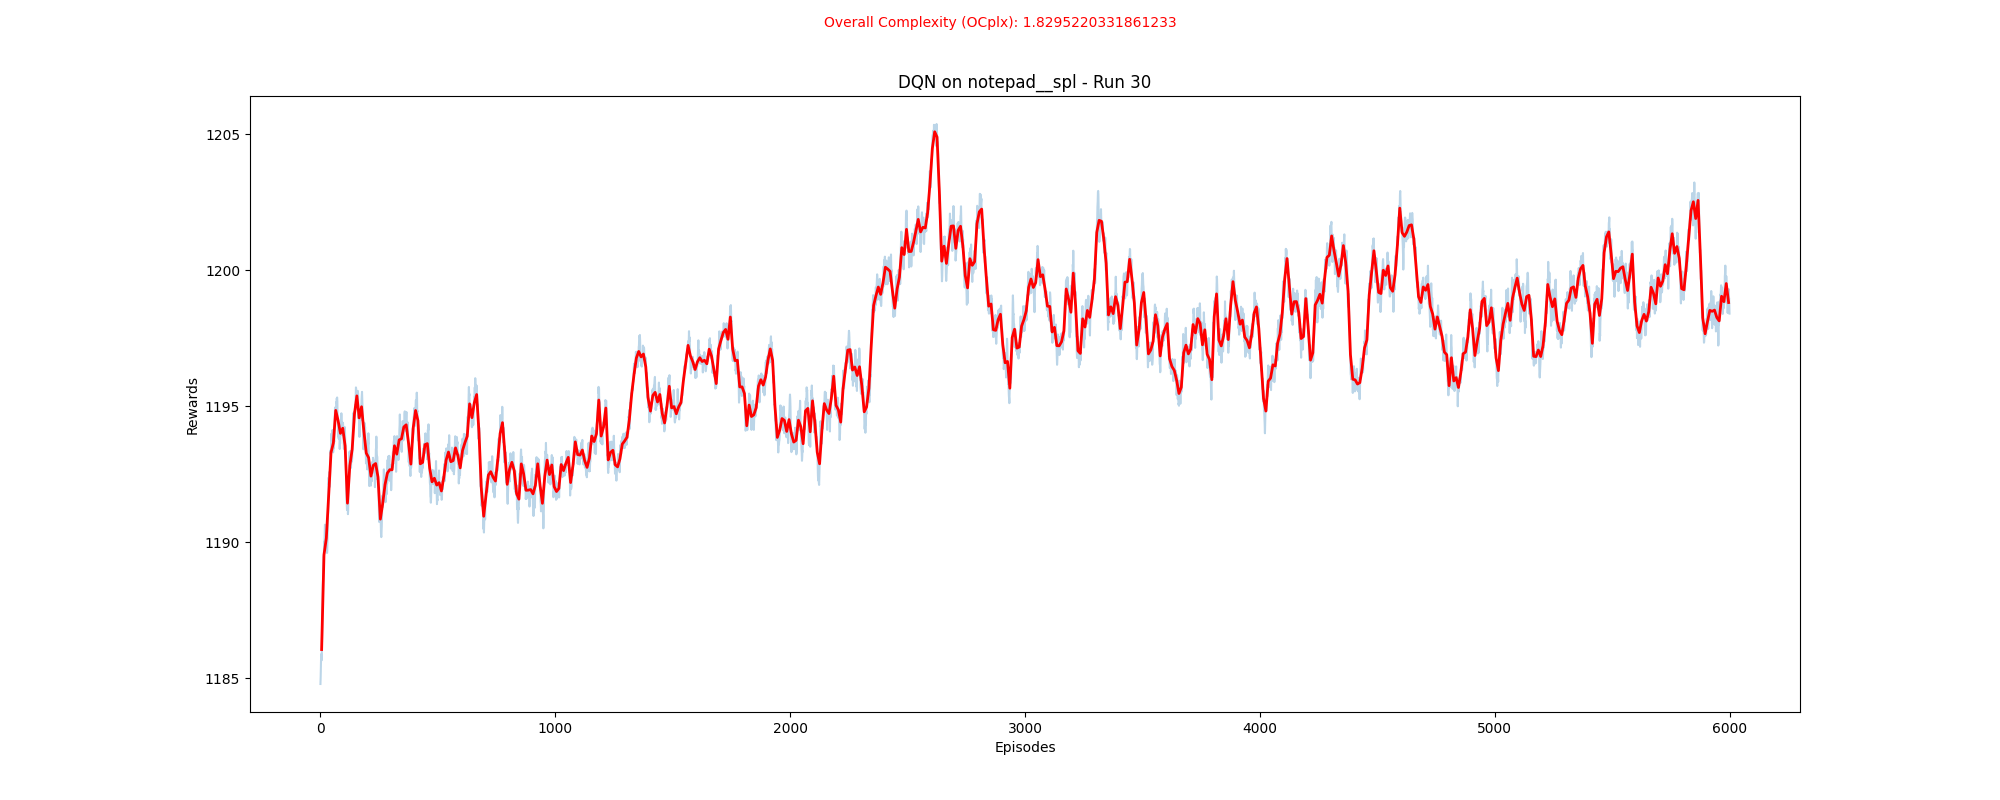 Overall Complexity (OCplx): 1.8295220331861233
DQN on notepad__spl - Run 30
1205
1200
1195
1190
1185
Rewards
0 1000 2000 3000 4000 5000 6000
Episodes